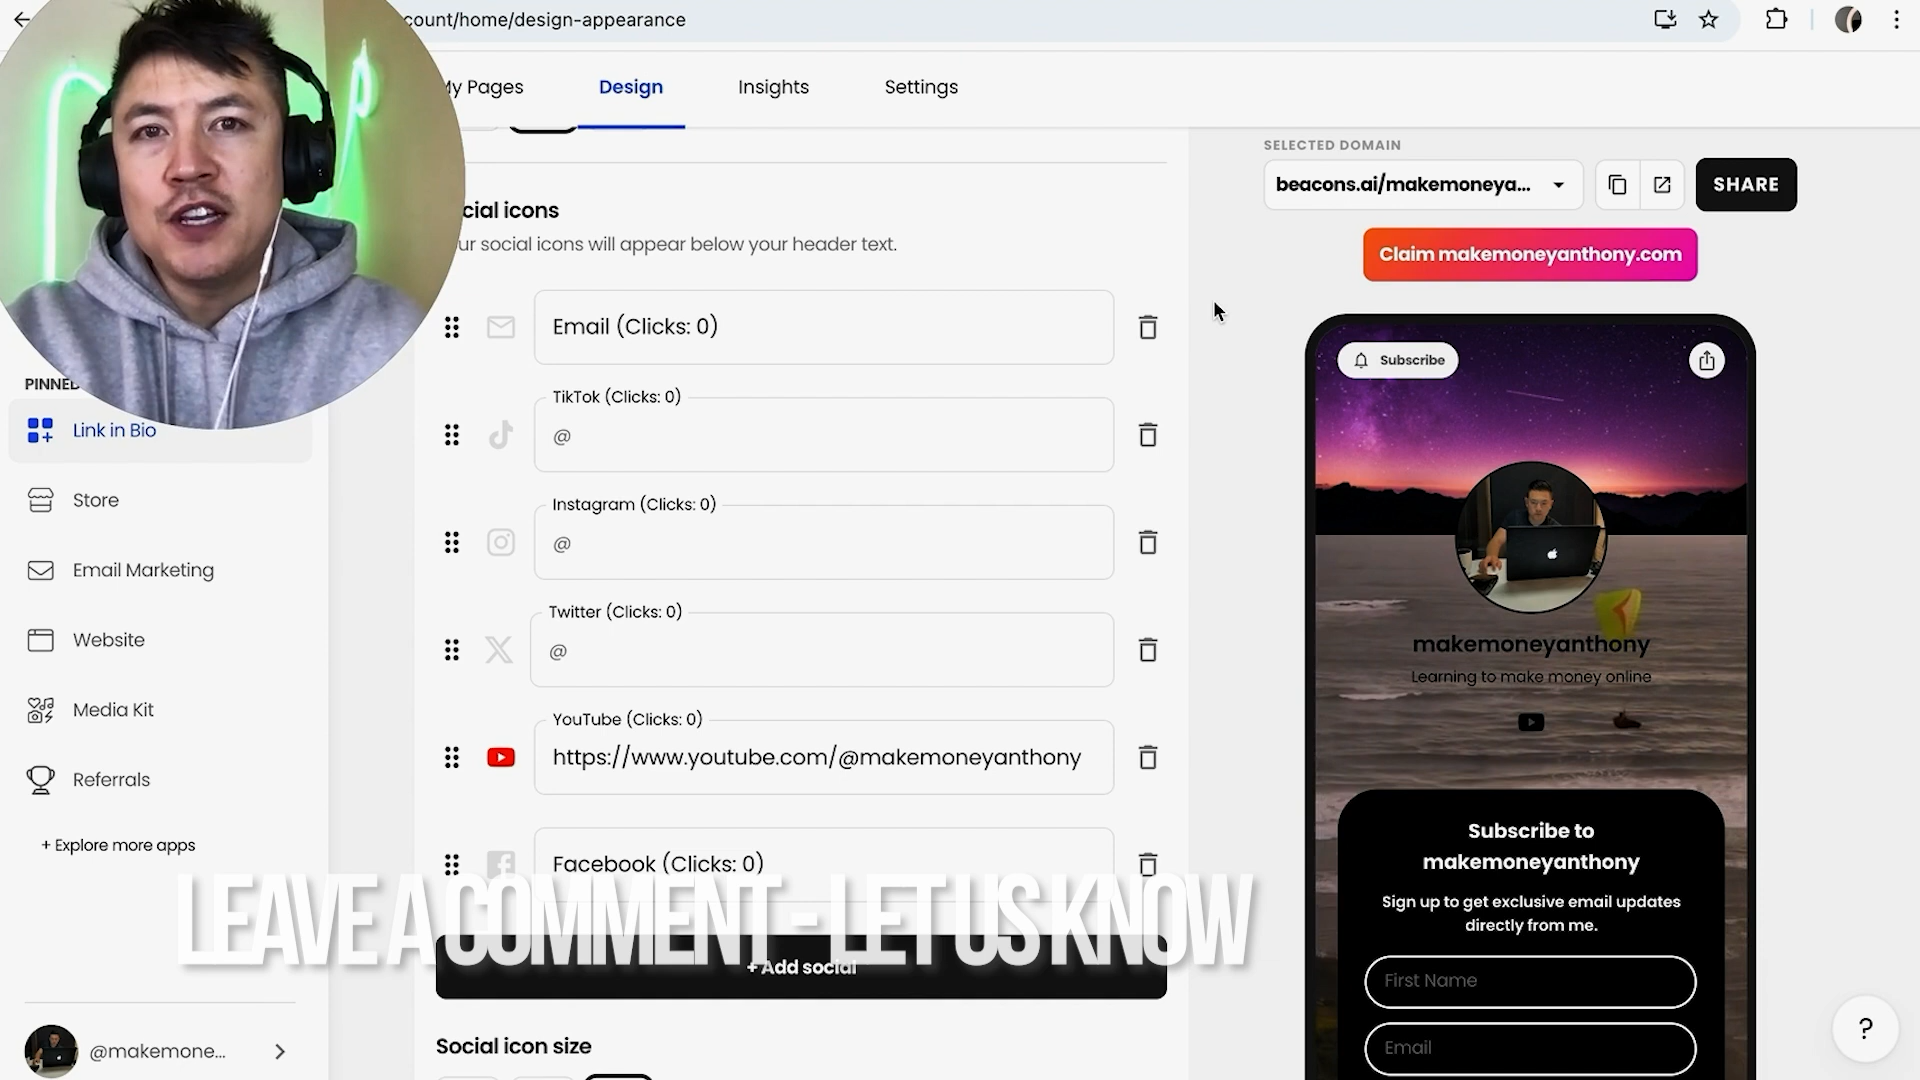 count/home/design-appearance
My Pages
Design
Insights
Settings
SELECTED DOMAIN
beacons.ai/makemoneya...
SHARE
Claim makemoneyanthony.com
cial icons
ur social icons will appear below your header text.
Email (Clicks: 0)
TikTok (Clicks: 0)
@
Instagram (Clicks: 0)
@
Twitter (Clicks: 0)
@
YouTube (Clicks: 0)
https://www.youtube.com/@makemoneyanthony
Facebook (Clicks: 0)
+ Add social
Social icon size
PINNED
Link in Bio
Store
Email Marketing
Website
Media Kit
Referrals
+ Explore more apps
@makemone...
LEAVE A COMMENT - LET US KNOW
Subscribe
makemoneyanthony
Learning to make money online
Subscribe to
makemoneyanthony
Sign up to get exclusive email updates
directly from me.
First Name
Email
?